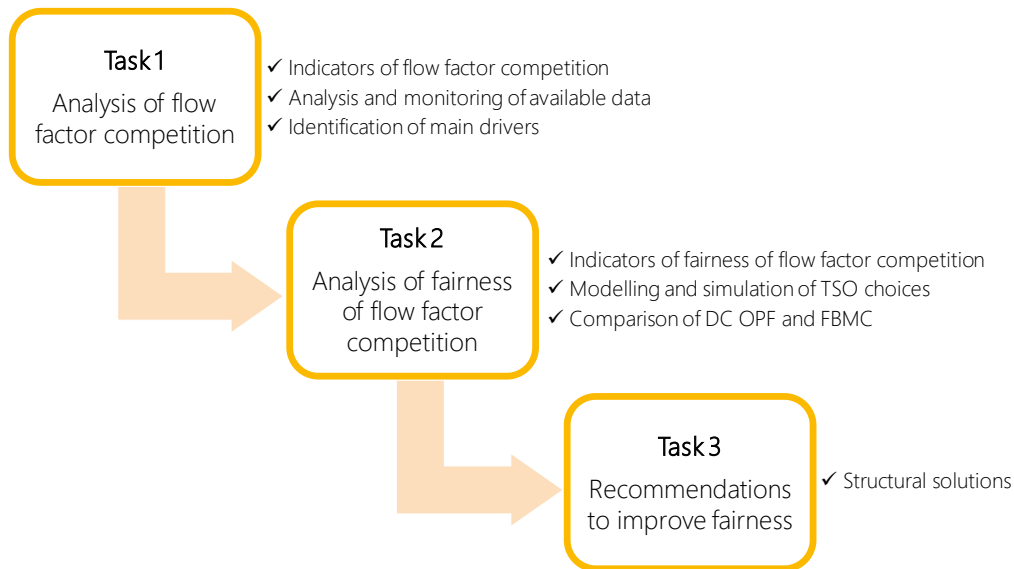 Task 1
Analysis of flow
factor competition
✓ Indicators of flow factor competition
✓ Analysis and monitoring of available data
✓ Identification of main drivers
Task 2
Analysis of fairness
of flow factor
competition
✓ Indicators of fairness of flow factor competition
✓ Modelling and simulation of TSO choices
✓ Comparison of DC OPF and FBMC
Task 3
Recommendations
to improve fairness
✓ Structural solutions